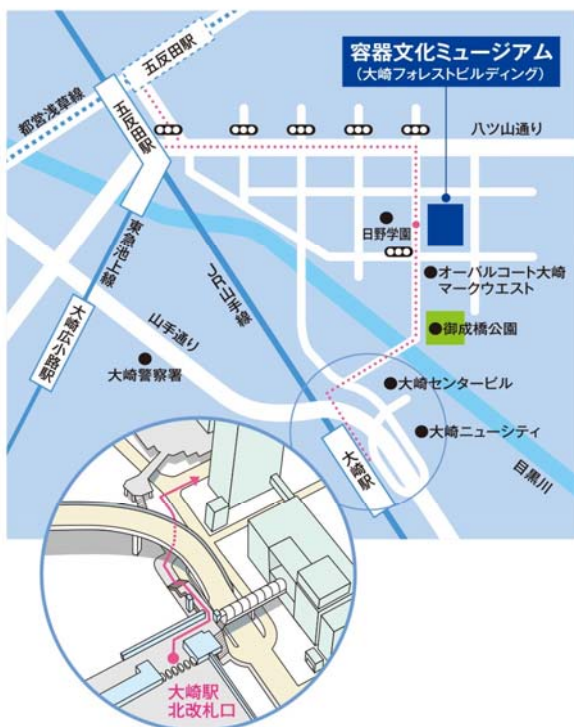 五反田駅
都営浅草線
五反田駅
容器文化ミュージアム
(大崎フォレストビルディング)
八ツ山通り
日野学園
オーバルコート大崎
マークウエスト
東急池上線
JR山手線
御成橋公園
大崎広小路駅
山手通り
大崎警察署
大崎センタービル
大崎ニューシティ
大崎駅
目黒川
大崎駅
北改札口